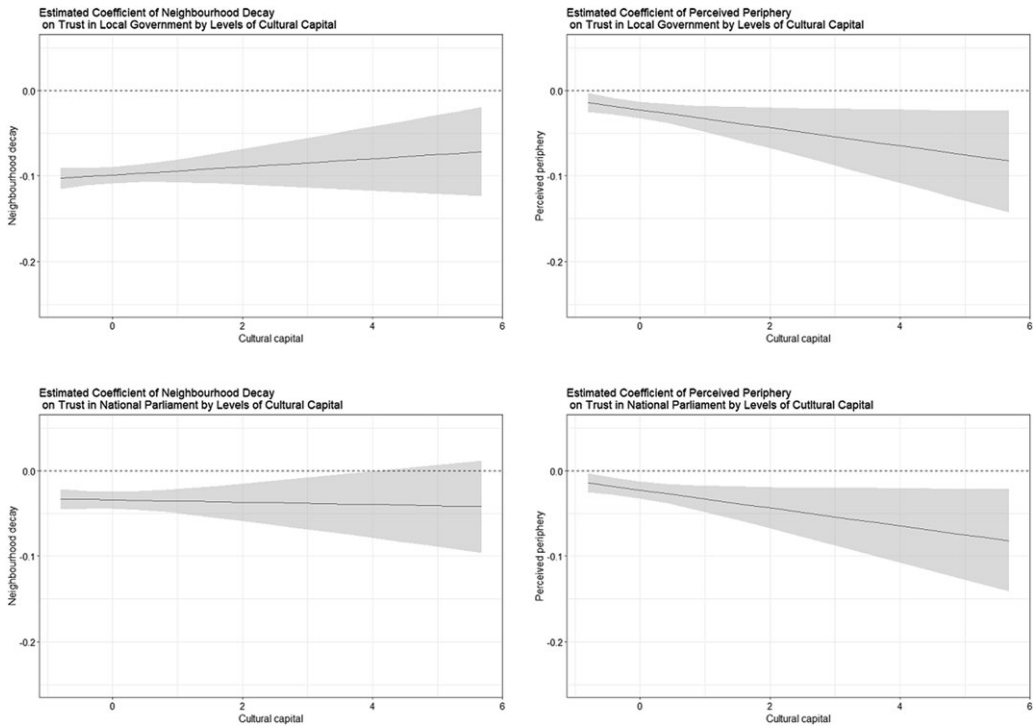 Estimated Coefficient of Neighbourhood Decay
on Trust in Local Government by Levels of Cultural Capital
0.0
-0.1
-0.2
Neighbourhood decay
0
2
4
6
Cultural capital
Estimated Coefficient of Perceived Periphery
on Trust in Local Government by Levels of Cultural Capital
0.0
-0.1
-0.2
Perceived periphery
0
2
4
6
Cultural capital
Estimated Coefficient of Neighbourhood Decay
on Trust in National Parliament by Levels of Cultural Capital
0.0
-0.1
-0.2
Neighbourhood decay
0
2
4
6
Cultural capital
Estimated Coefficient of Perceived Periphery
on Trust in National Parliament by Levels of Cutltural Capital
0.0
-0.1
-0.2
Perceived periphery
0
2
4
6
Cultural capital